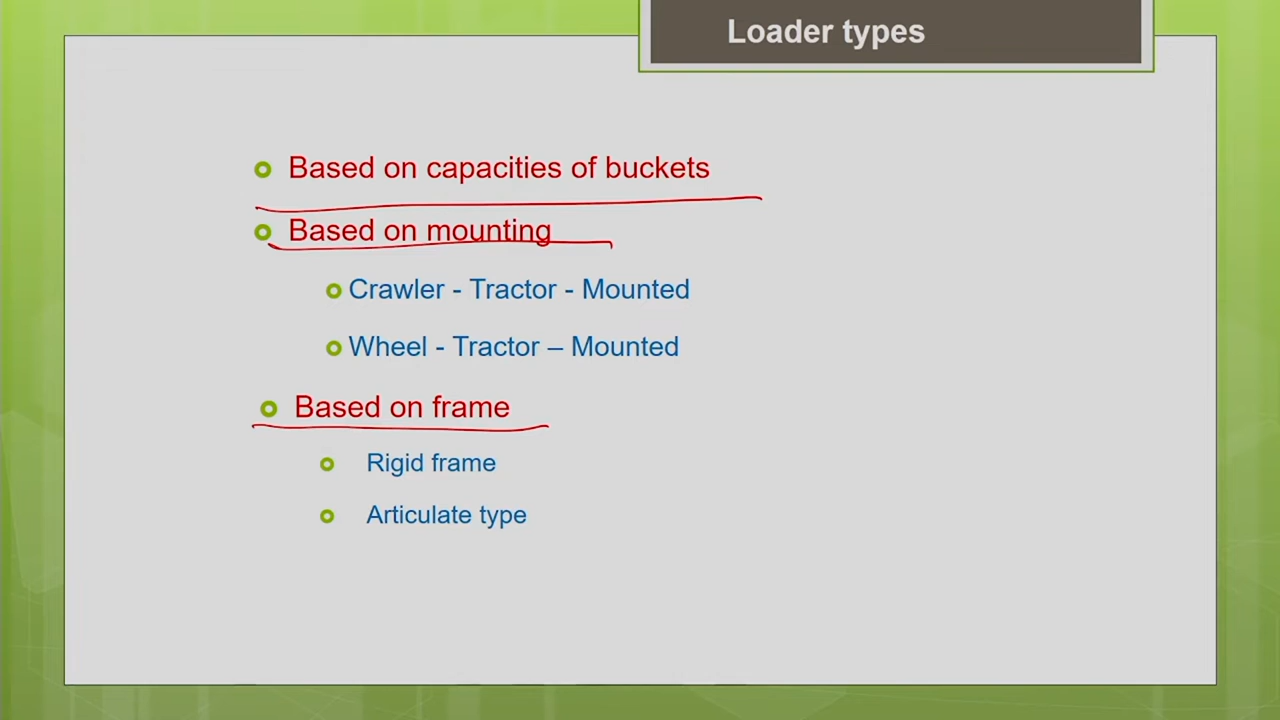 Loader types
Based on capacities of buckets
Based on mounting
Crawler - Tractor - Mounted
Wheel - Tractor – Mounted
Based on frame
Rigid frame
Articulate type